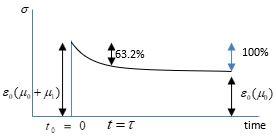 σ
63.2%
100%
ε₀(μ₀+μ₁)
ε₀(μ₀)
t₀ = 0
t=τ
time